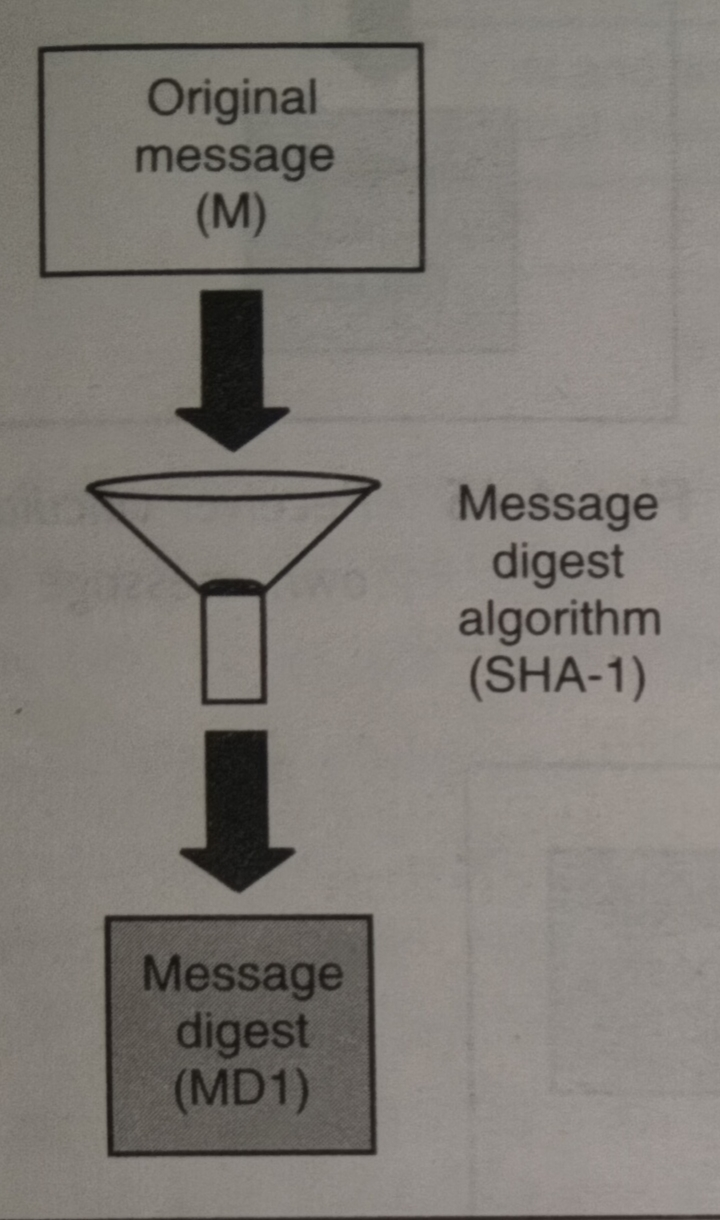 Original
message
(M)
Message
digest
algorithm
(SHA-1)
Message
digest
(MD1)